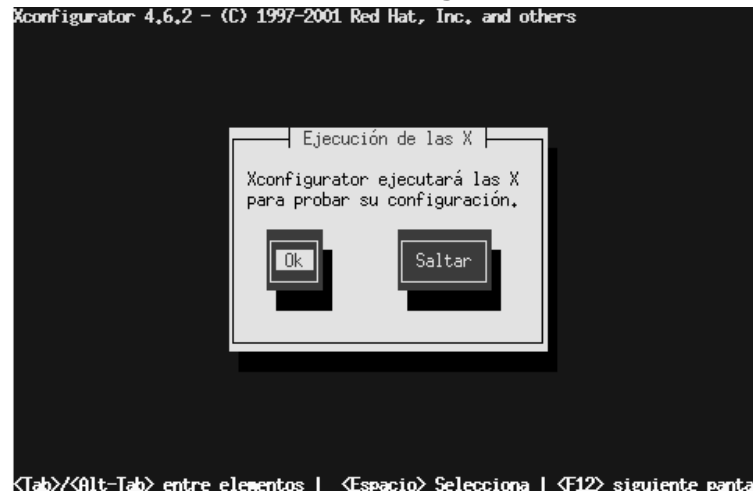 Xconfigurator 4.6.2 - (C) 1997-2001 Red Hat, Inc. and others
Ejecución de las X
Xconfigurator ejecutará las X
para probar su configuración.
Ok Saltar
<Tab>/<Alt-Tab> entre elementos | <Espacio> Selecciona | <F12> siguiente panta